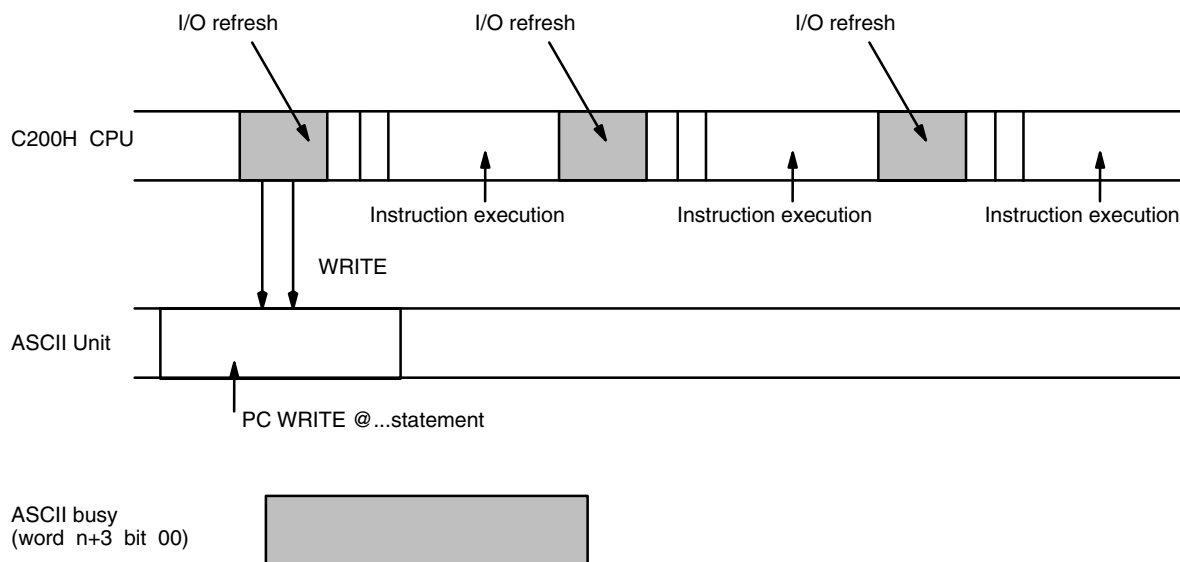 I/O refresh
I/O refresh
I/O refresh
C200H CPU
Instruction execution
Instruction execution
Instruction execution
WRITE
ASCII Unit
PC WRITE @...statement
ASCII busy
(word n+3 bit 00)